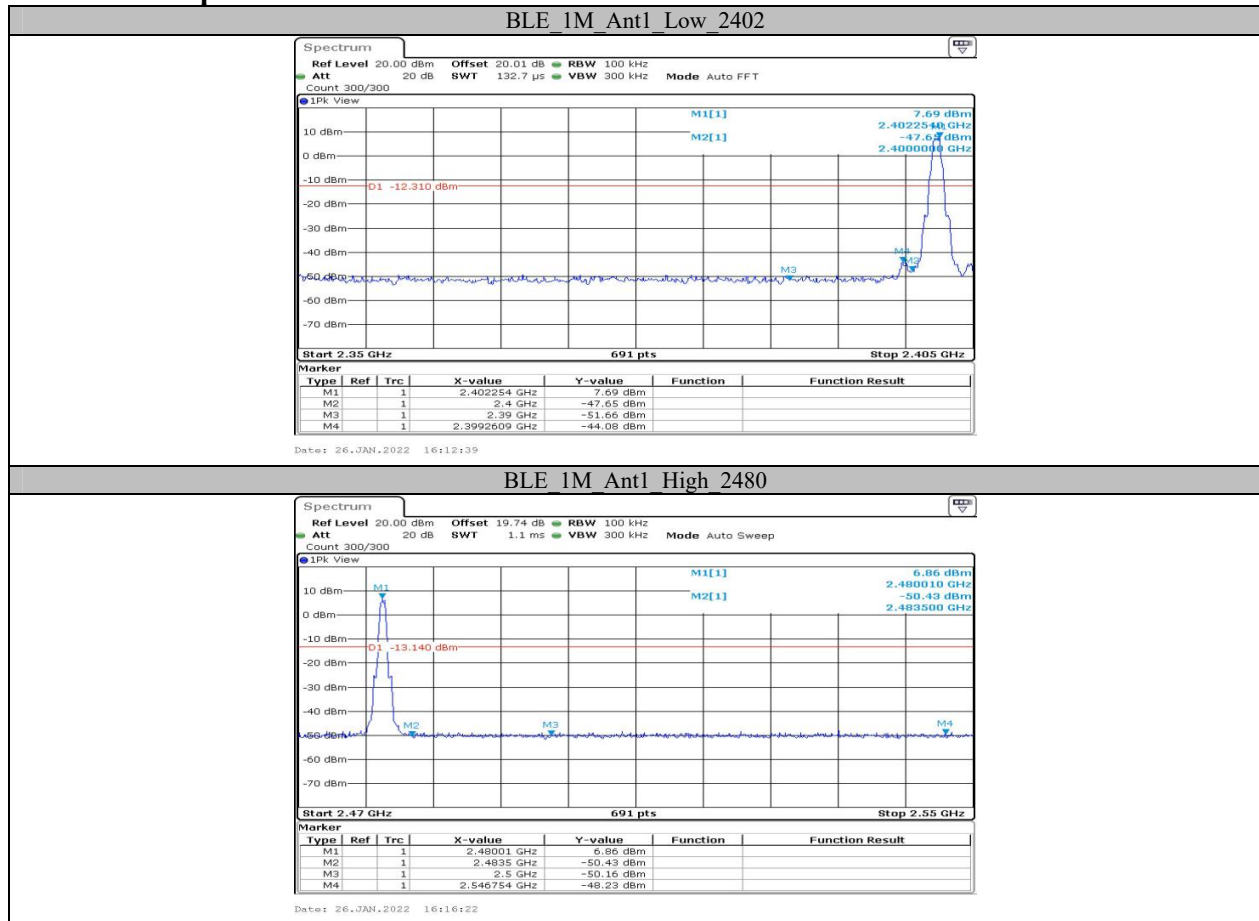 BLE_1M_Ant1_Low_2402
Spectrum
Ref Level 20.00 dBm Offset 20.01 dB RBW 100 kHz
Att 20 dB SWT 132.7 µs VBW 300 kHz Mode Auto FFT
Count 300/300
1Pk View
M1[1] 7.69 dBm
2.4022540 GHz
M2[1] -47.65 dBm
2.4000000 GHz
M1
10 dBm
0 dBm
-10 dBm
D1 -12.310 dBm
-20 dBm
-30 dBm
-40 dBm
M4
M2
M3
-50 dBm
-60 dBm
-70 dBm
Start 2.35 GHz 691 pts Stop 2.405 GHz
Marker
Type Ref Trc X-value Y-value Function Function Result
M1 1 2.402254 GHz 7.69 dBm
M2 1 2.4 GHz -47.65 dBm
M3 1 2.39 GHz -51.66 dBm
M4 1 2.3992609 GHz -44.08 dBm
Date: 26.JAN.2022 16:12:39
BLE_1M_Ant1_High_2480
Spectrum
Ref Level 20.00 dBm Offset 19.74 dB RBW 100 kHz
Att 20 dB SWT 1.1 ms VBW 300 kHz Mode Auto Sweep
Count 300/300
1Pk View
M1[1] 6.86 dBm
2.480010 GHz
M2[1] -50.43 dBm
2.483500 GHz
10 dBm
M1
0 dBm
-10 dBm
D1 -13.140 dBm
-20 dBm
-30 dBm
-40 dBm
M2 M3 M4
-50 dBm
-60 dBm
-70 dBm
Start 2.47 GHz 691 pts Stop 2.55 GHz
Marker
Type Ref Trc X-value Y-value Function Function Result
M1 1 2.48001 GHz 6.86 dBm
M2 1 2.4835 GHz -50.43 dBm
M3 1 2.5 GHz -50.16 dBm
M4 1 2.546754 GHz -48.23 dBm
Date: 26.JAN.2022 16:16:22